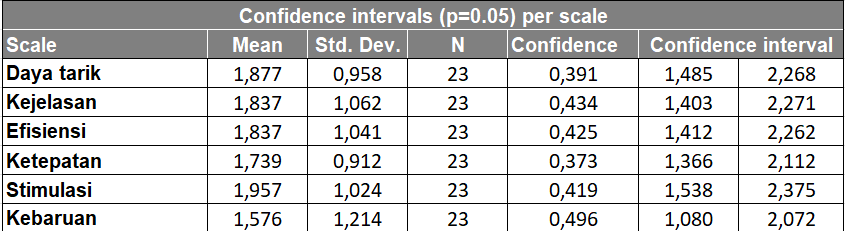 Confidence intervals (p=0.05) per scale
Scale Mean Std. Dev. N Confidence Confidence interval
Daya tarik 1,877 0,958 23 0,391 1,485 2,268
Kejelasan 1,837 1,062 23 0,434 1,403 2,271
Efisiensi 1,837 1,041 23 0,425 1,412 2,262
Ketepatan 1,739 0,912 23 0,373 1,366 2,112
Stimulasi 1,957 1,024 23 0,419 1,538 2,375
Kebaruan 1,576 1,214 23 0,496 1,080 2,072